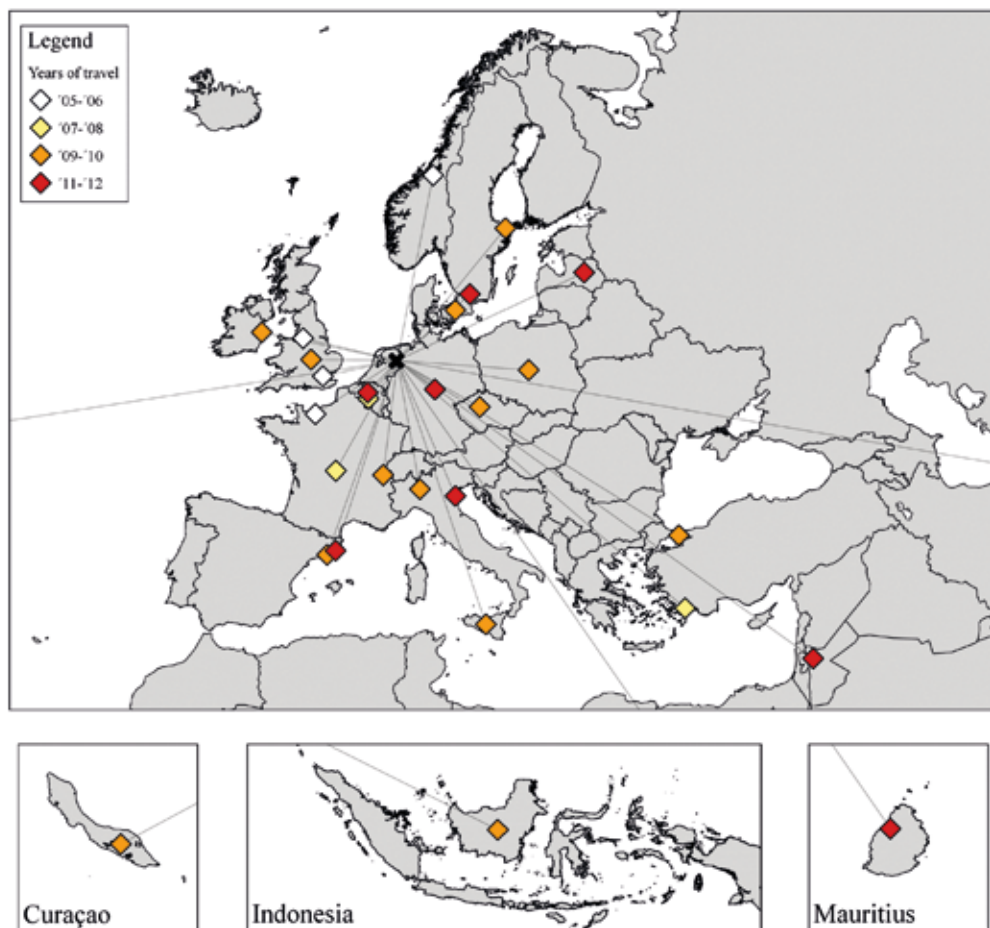 Legend
Years of travel
´05-´06
´07-´08
´09-´10
´11-´12
Curaçao
Indonesia
Mauritius